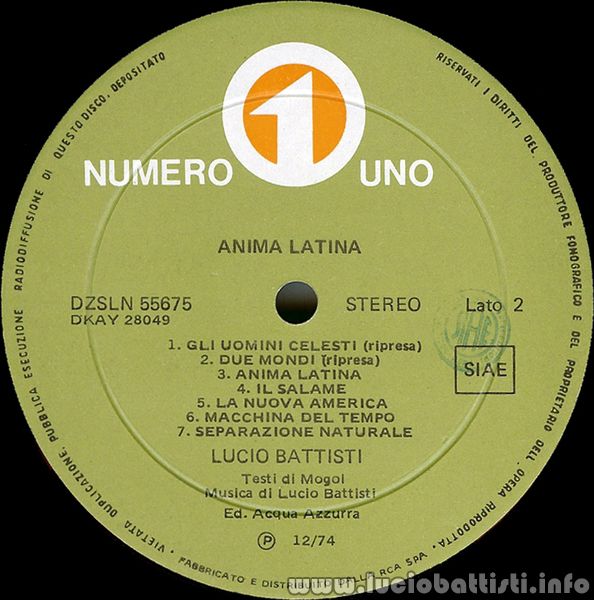 NUMERO 1 UNO
ANIMA LATINA
DZSLN 55675 STEREO Lato 2
DKAY 28049
SIAE
1. GLI UOMINI CELESTI (ripresa)
2. DUE MONDI (ripresa)
3. ANIMA LATINA
4. IL SALAME
5. LA NUOVA AMERICA
6. MACCHINA DEL TEMPO
7. SEPARAZIONE NATURALE
LUCIO BATTISTI
Testi di Mogol
Musica di Lucio Battisti
Ed. Acqua Azzurra
P 12/74
RISERVATI I DIRITTI DEL PRODUTTORE FONOGRAFICO E DEL PROPRIETARIO DELL'OPERA RIPRODOTTA. • FABBRICATO E DISTRIBUITO DALLA RCA SPA • VIETATA DUPLICAZIONE, PUBBLICA ESECUZIONE RADIODIFFUSIONE DI QUESTO DISCO. DEPOSITATO
www.luciobattisti.info